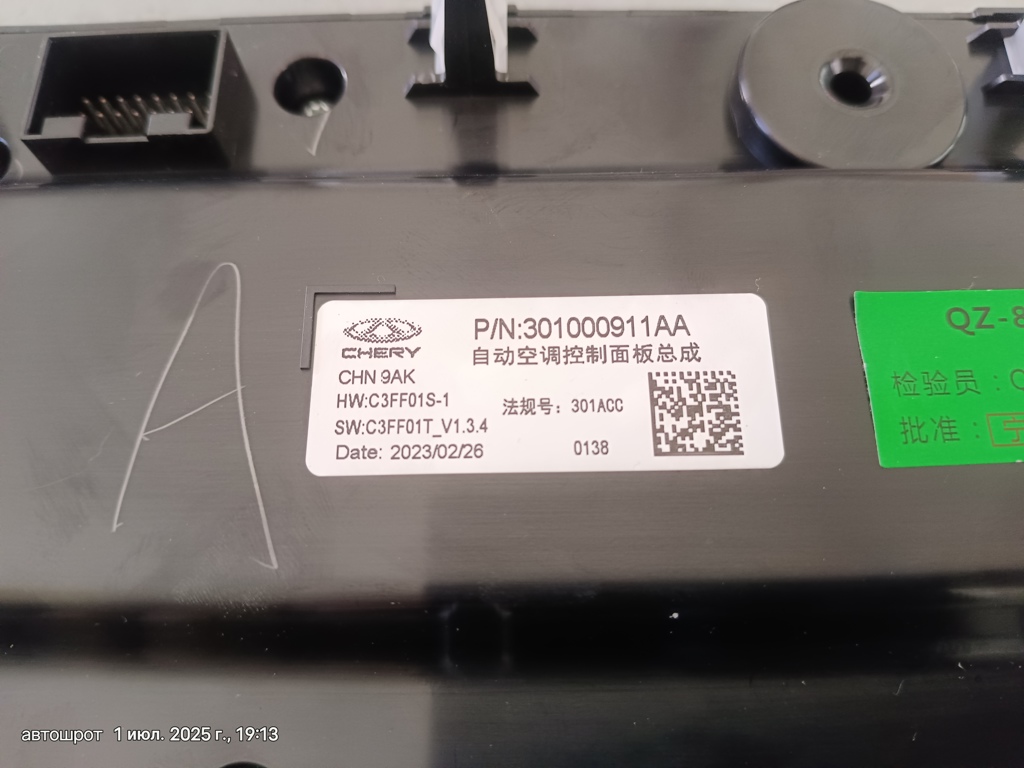 A
CHERY
P/N:301000911AA
自动空调控制面板总成
CHN 9AK
HW:C3FF01S-1
法规号：301ACC
SW:C3FF01T_V1.3.4
Date: 2023/02/26
0138
检验员：
批准：
автошрот 1 июл. 2025 г., 19:13